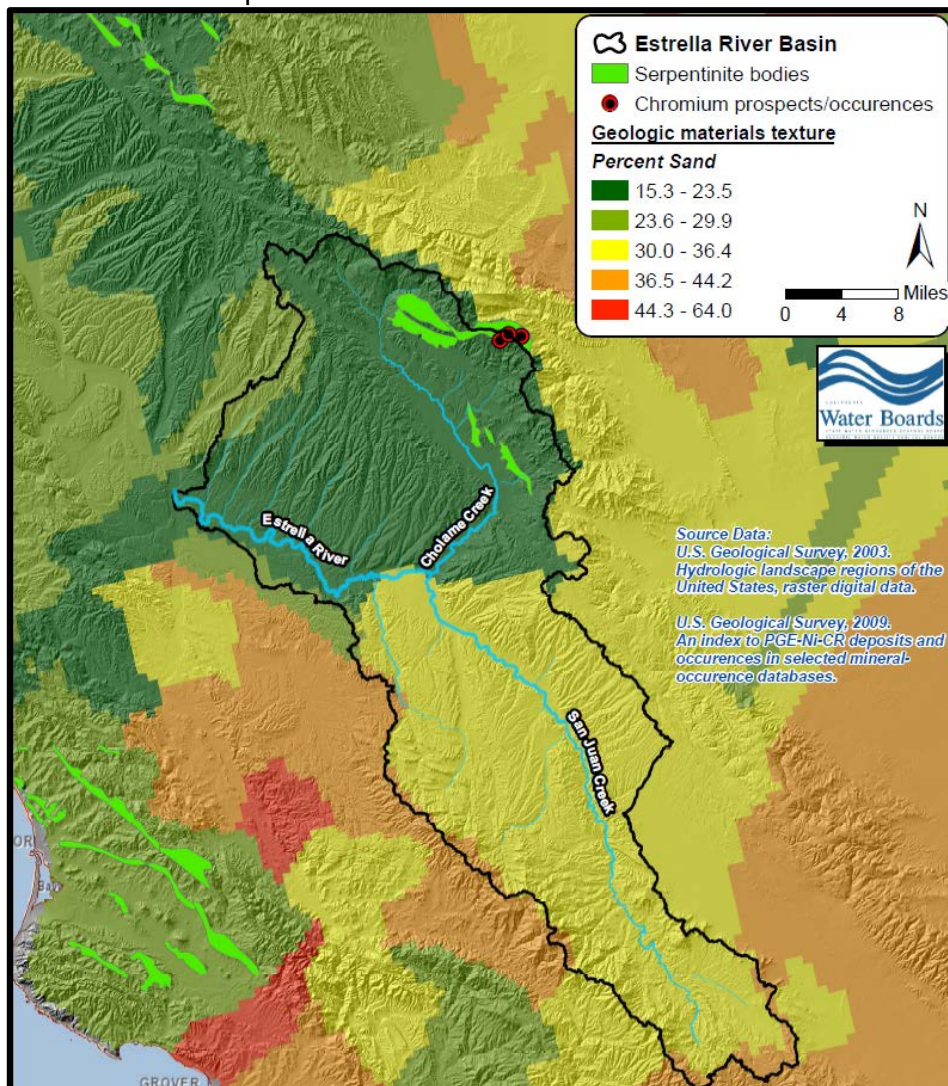 Estrella River Basin
Serpentinite bodies
Chromium prospects/occurences
Geologic materials texture
Percent Sand
15.3 - 23.5
23.6 - 29.9
30.0 - 36.4
36.5 - 44.2
44.3 - 64.0
N
Miles
0 4 8
Water Boards
Estrella River
Cholame Creek
San Juan Creek
Source Data:
U.S. Geological Survey, 2003.
Hydrologic landscape regions of the
United States, raster digital data.
U.S. Geological Survey, 2009.
An index to PGE-Ni-CR deposits and
occurences in selected mineral-
occurence databases.
GROVER